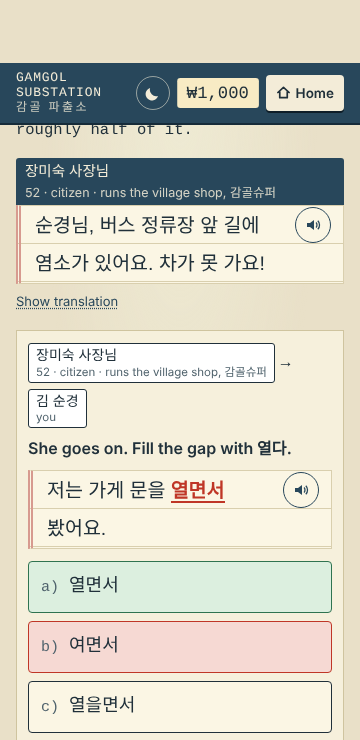 GAMGOL
SUBSTATION
감골 파출소
₩1,000
Home
roughly half of it.
장미숙 사장님
52 · citizen · runs the village shop, 감골슈퍼
순경님, 버스 정류장 앞 길에
염소가 있어요. 차가 못 가요!
Show translation
장미숙 사장님
52 · citizen · runs the village shop, 감골슈퍼
→
김 순경
you
She goes on. Fill the gap with 열다.
저는 가게 문을 열면서
봤어요.
a) 열면서
b) 여면서
c) 열을면서